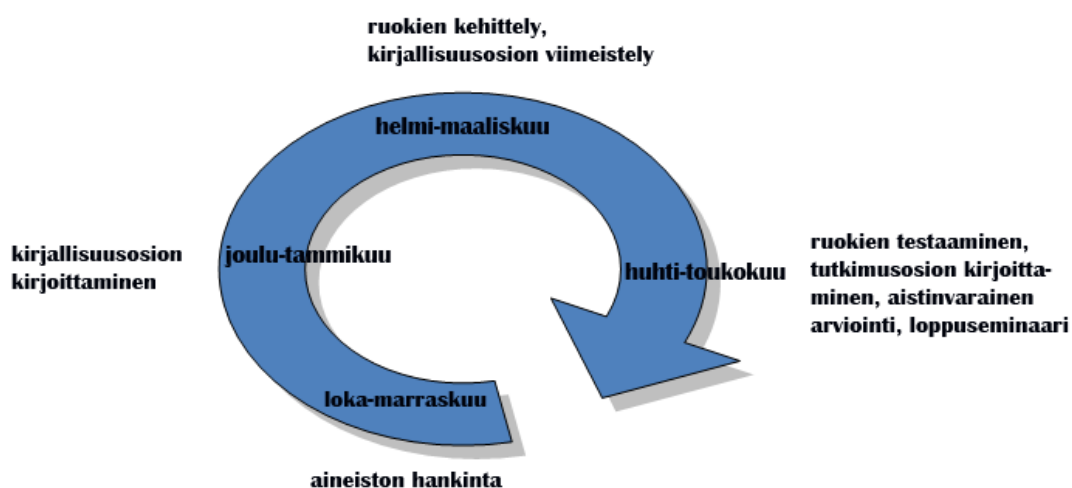 ruokien kehittely,
kirjallisuusosion viimeistely
helmi-maaliskuu
kirjallisuusosion
kirjoittaminen
joulu-tammikuu
huhti-toukokuu
ruokien testaaminen,
tutkimusosion kirjoitta-
minen, aistinvarainen
arviointi, loppuseminaari
loka-marraskuu
aineiston hankinta